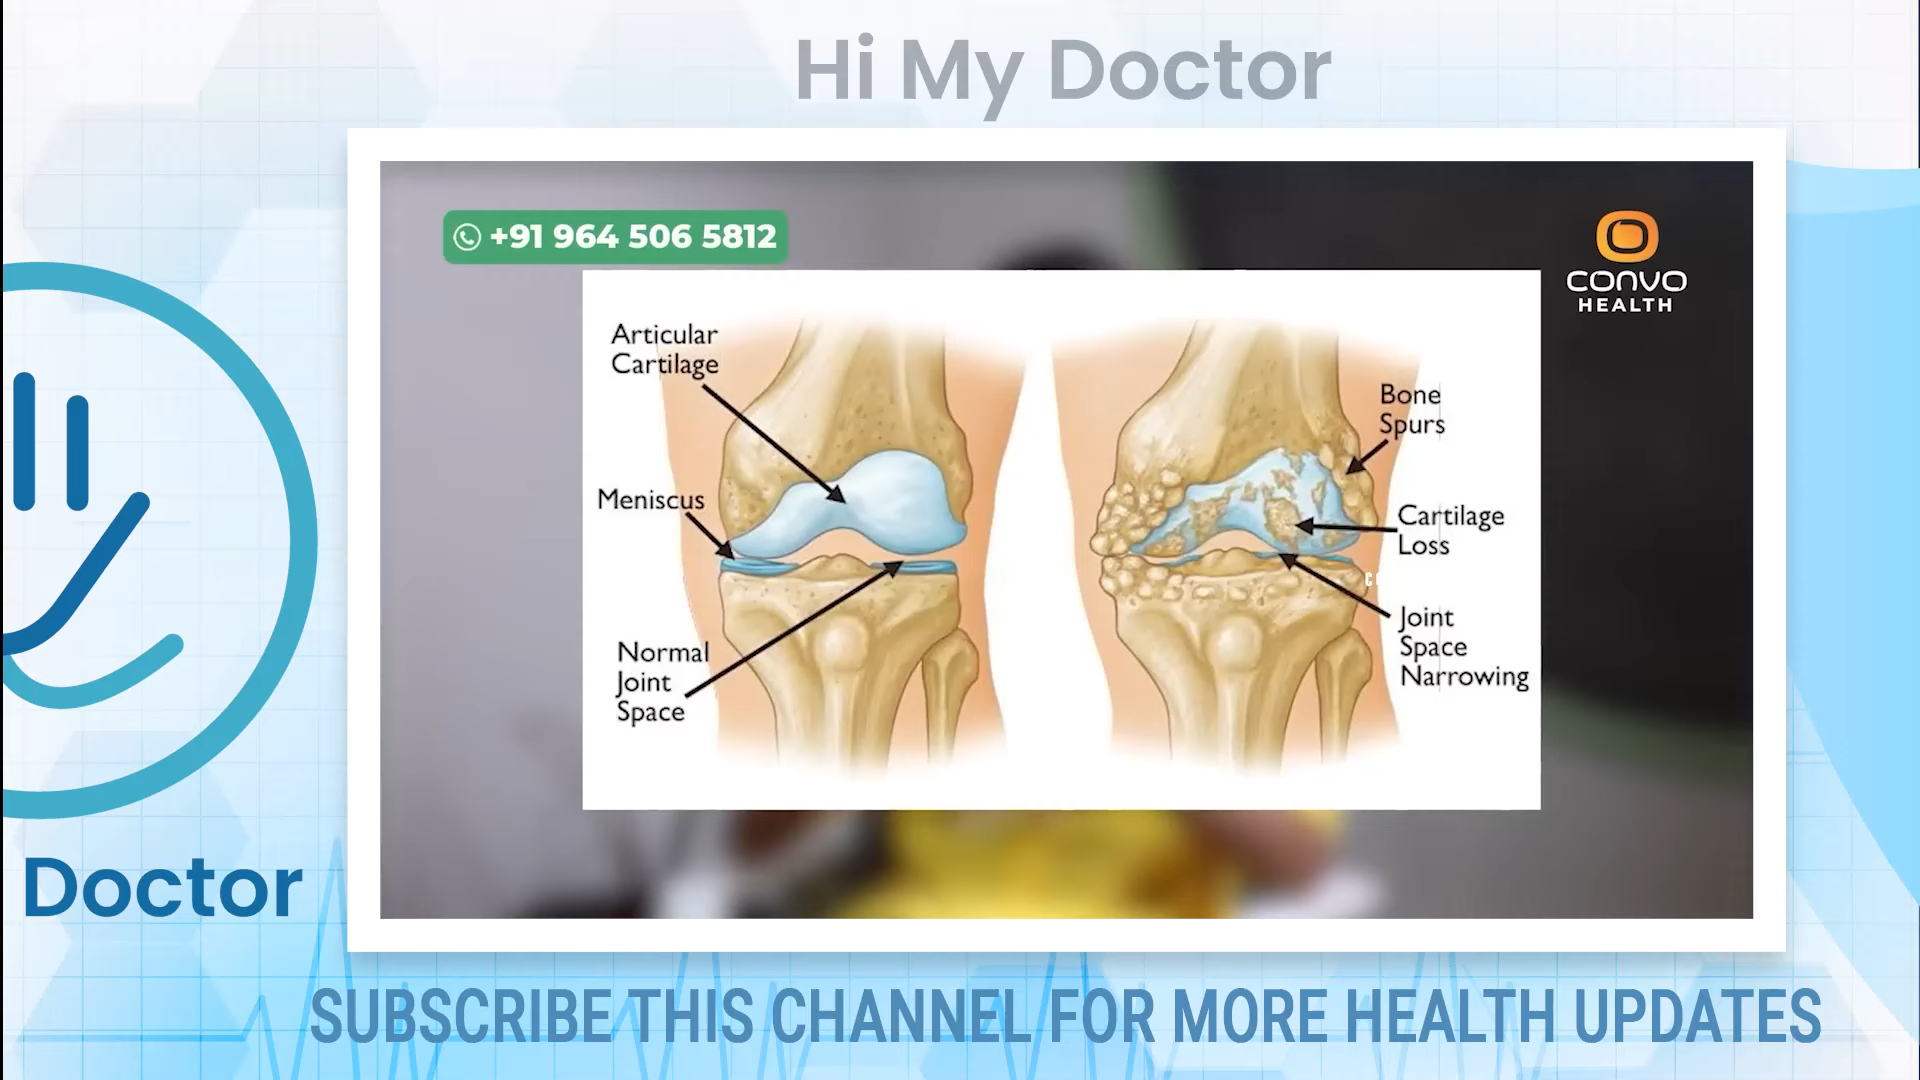 Hi My Doctor
+91 964 506 5812
CONVO
HEALTH
Articular
Cartilage
Meniscus
Normal
Joint
Space
Bone
Spurs
Cartilage
Loss
Joint
Space
Narrowing
Doctor
SUBSCRIBE THIS CHANNEL FOR MORE HEALTH UPDATES